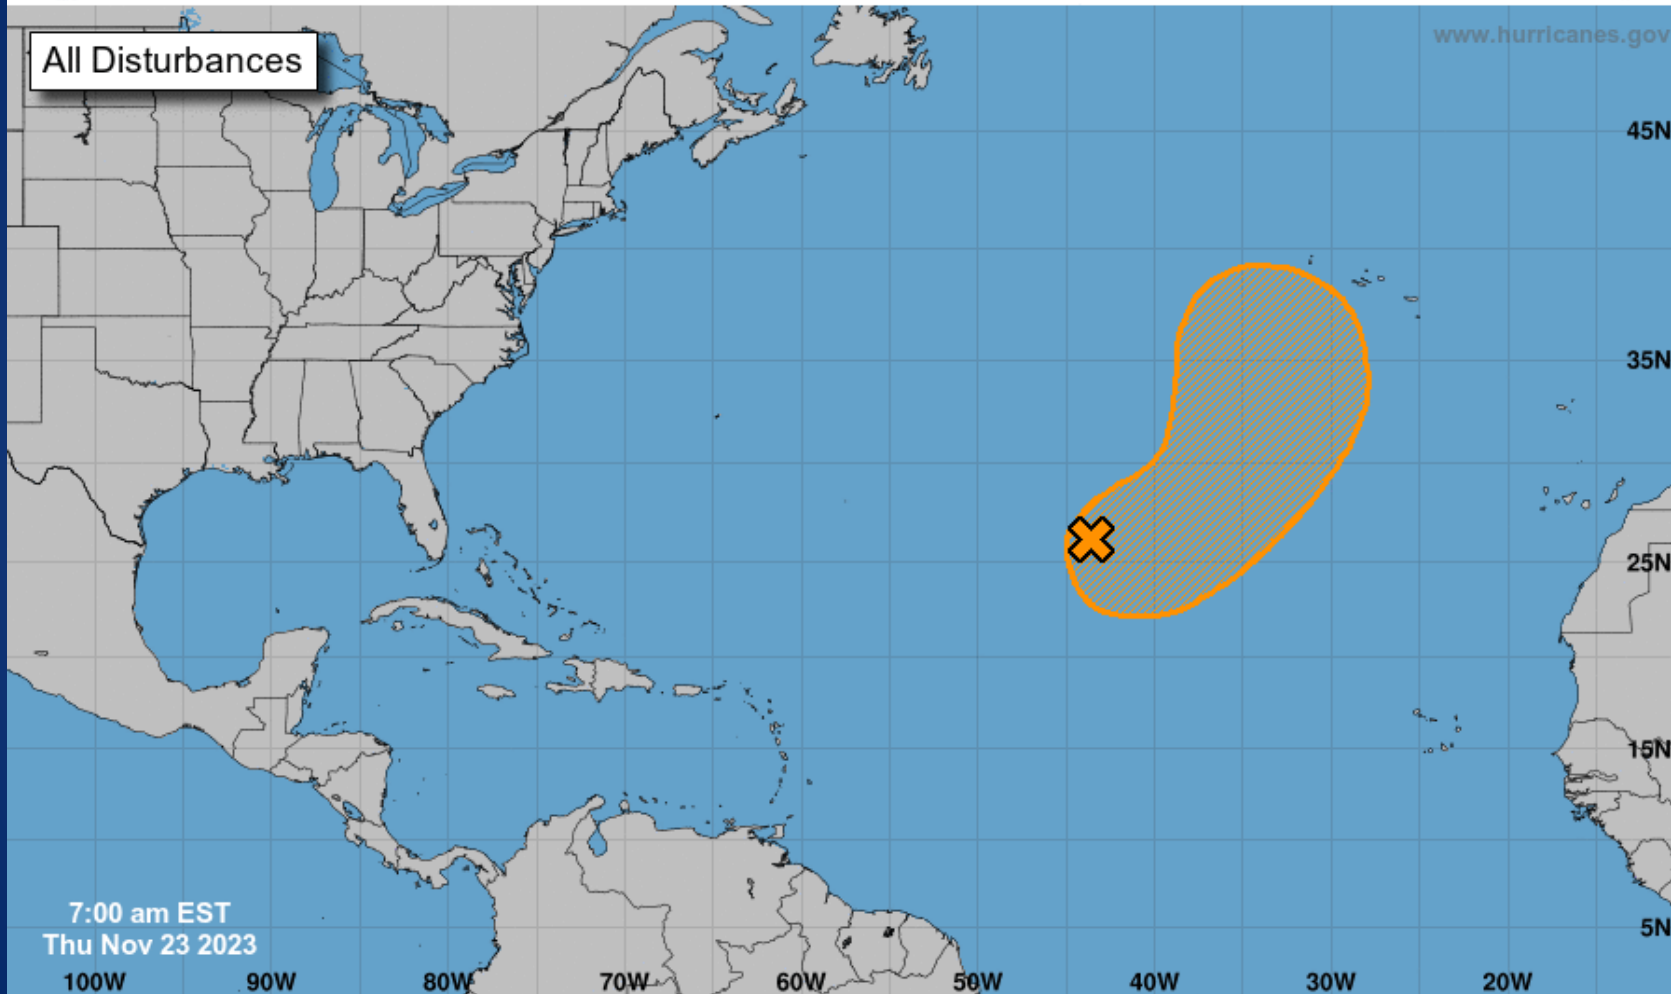 www.hurricanes.gov
All Disturbances
45N
35N
25N
15N
5N
7:00 am EST
Thu Nov 23 2023
100W 90W 80W 70W 60W 50W 40W 30W 20W